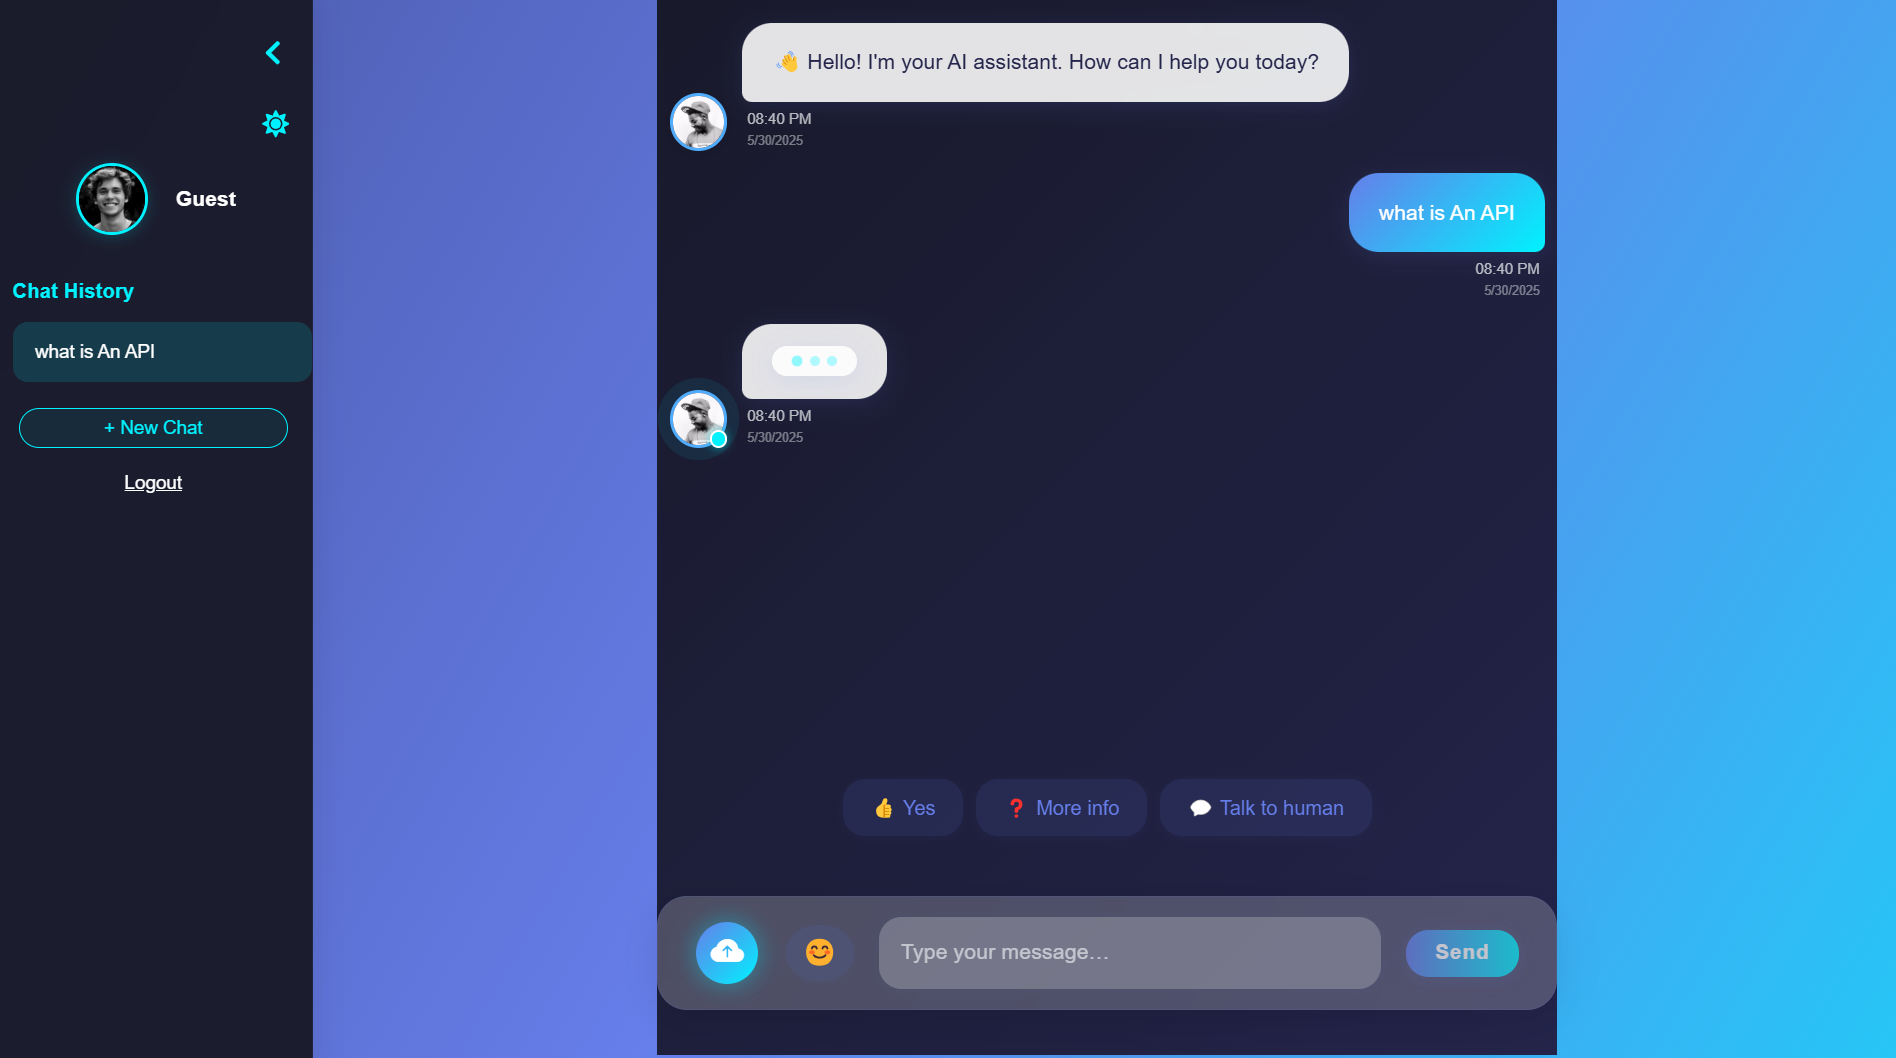 Guest
Chat History
what is An API
+ New Chat
Logout
👋 Hello! I'm your AI assistant. How can I help you today?
08:40 PM
5/30/2025
what is An API
08:40 PM
5/30/2025
08:40 PM
5/30/2025
👍 Yes
❓ More info
💬 Talk to human
Type your message...
Send